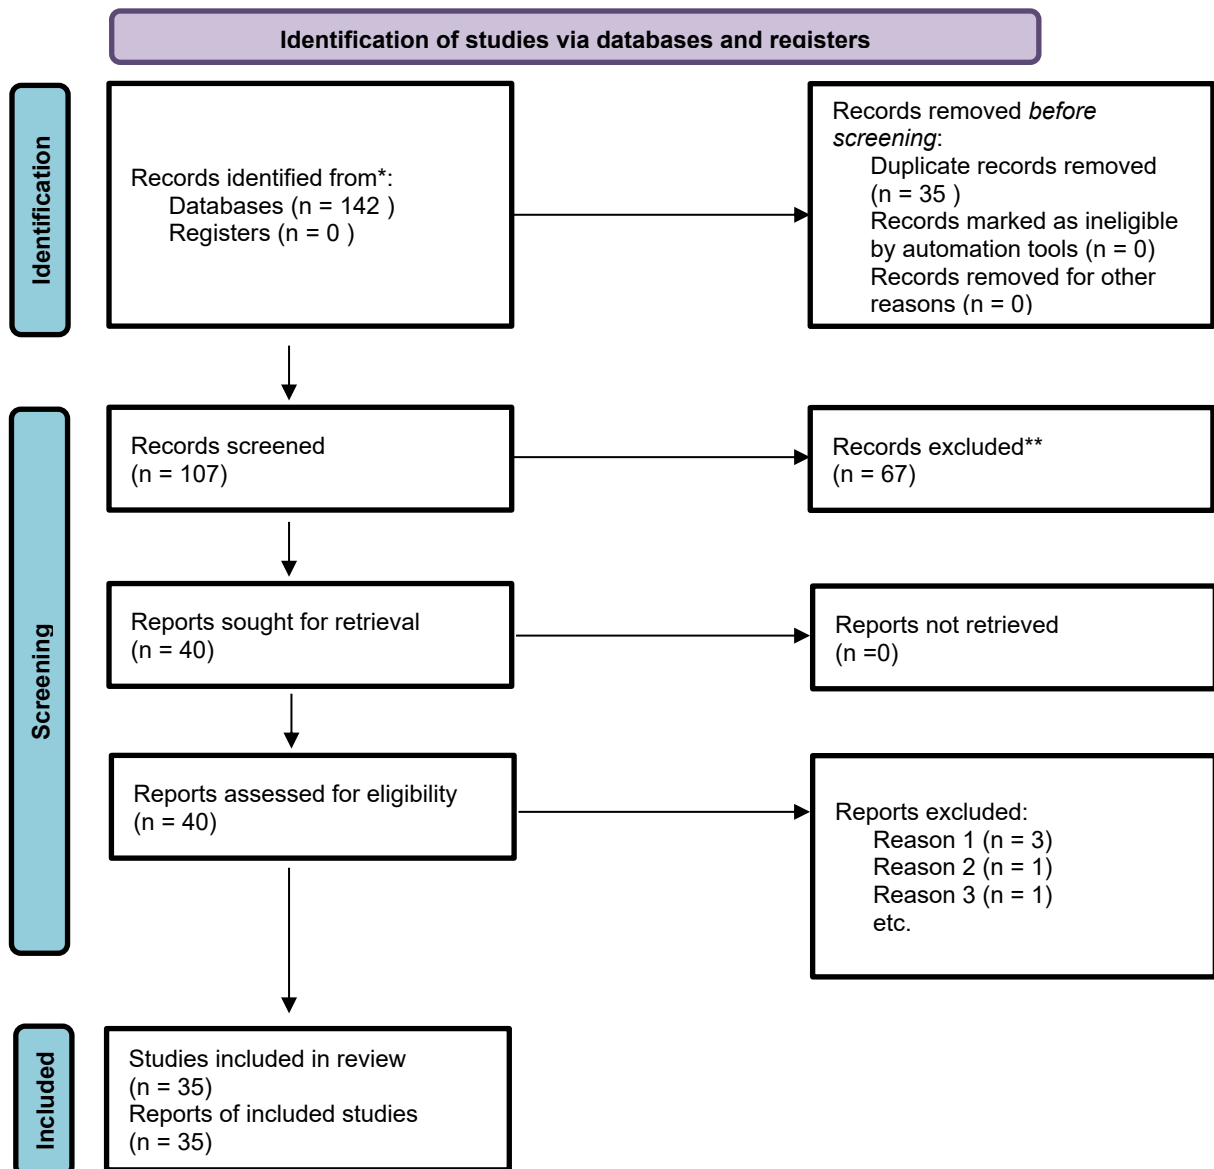 Identification of studies via databases and registers
Identification
Records identified from*:
Databases (n = 142 )
Registers (n = 0 )
Records removed before
screening:
Duplicate records removed
(n = 35 )
Records marked as ineligible
by automation tools (n = 0)
Records removed for other
reasons (n = 0)
Screening
Records screened
(n = 107)
Records excluded**
(n = 67)
Reports sought for retrieval
(n = 40)
Reports not retrieved
(n =0)
Reports assessed for eligibility
(n = 40)
Reports excluded:
Reason 1 (n = 3)
Reason 2 (n = 1)
Reason 3 (n = 1)
etc.
Included
Studies included in review
(n = 35)
Reports of included studies
(n = 35)